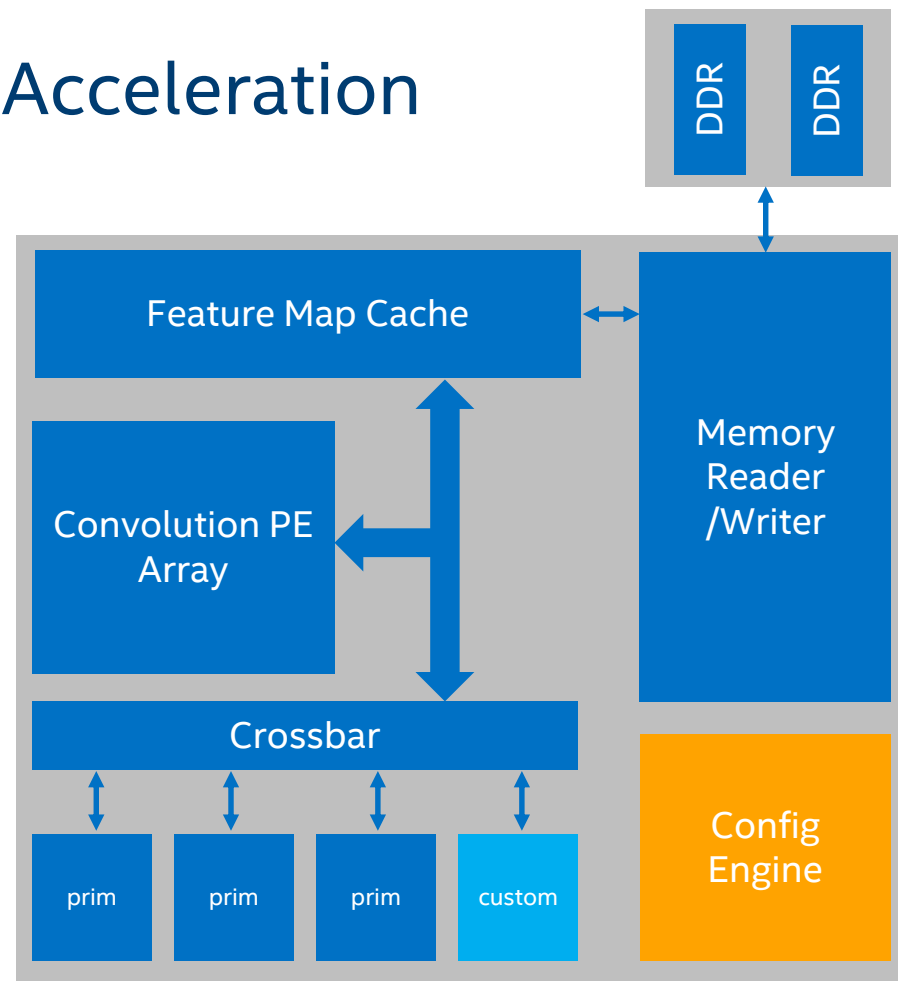 Acceleration
DDR
DDR
Feature Map Cache
Memory
Reader
/Writer
Convolution PE
Array
Crossbar
Config
Engine
prim
prim
prim
custom